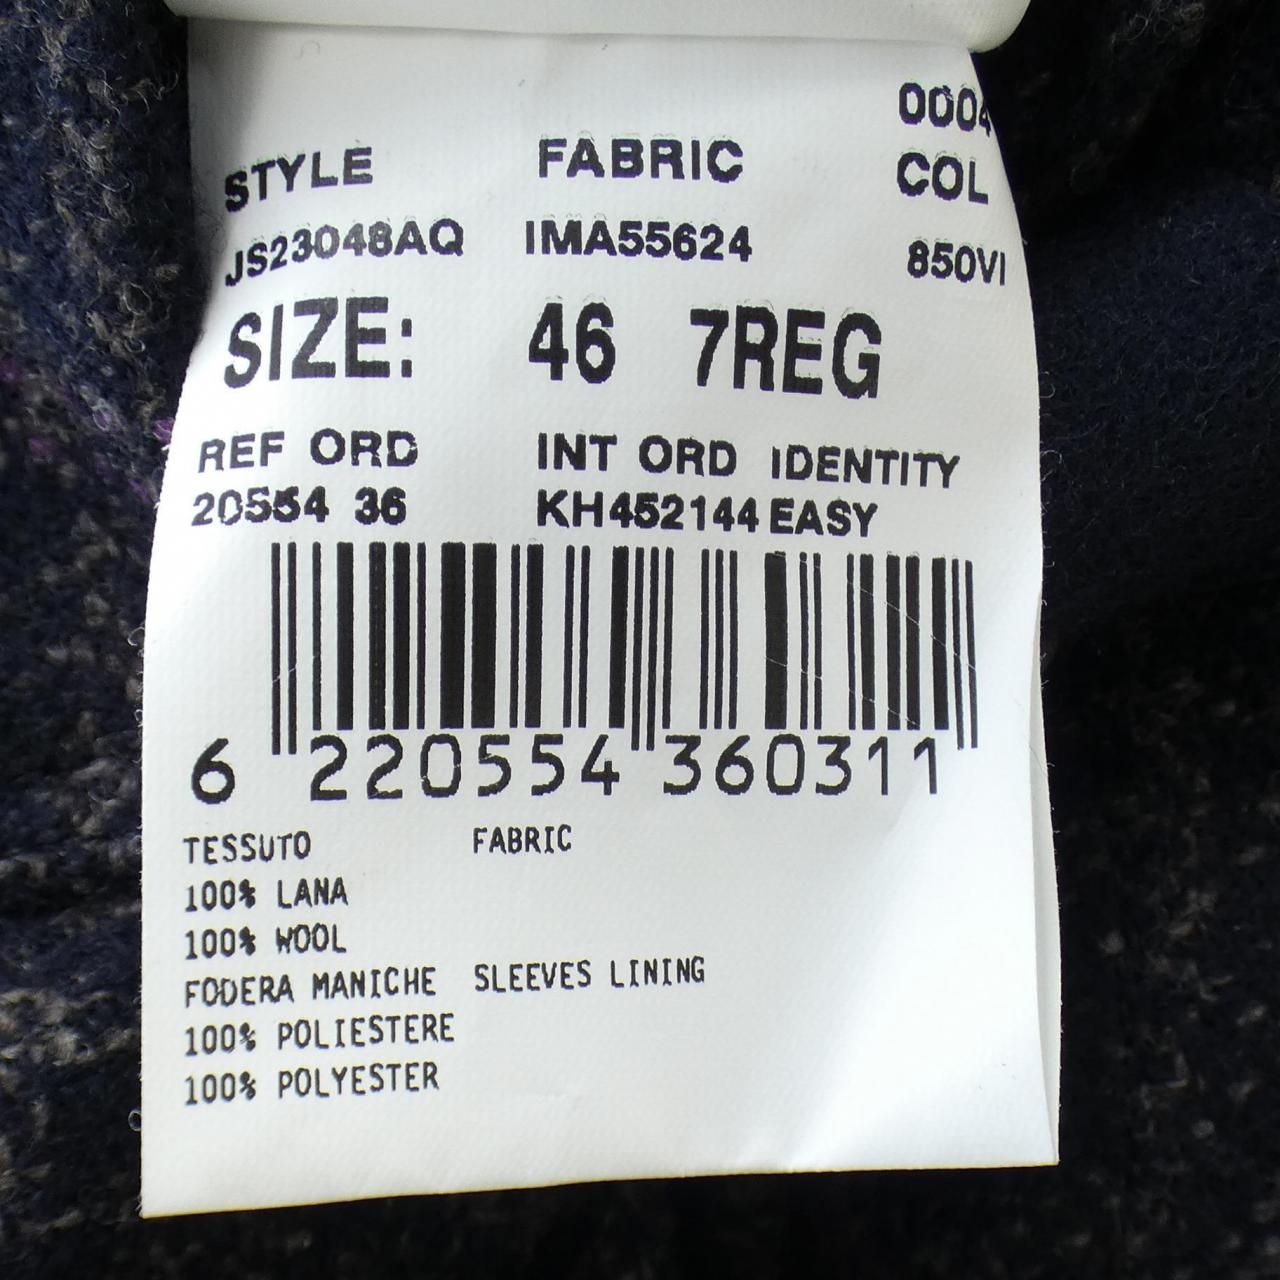 0004
STYLE FABRIC COL
JS23048AQ IMA55624 850VI
SIZE: 46 7REG
REF ORD INT ORD IDENTITY
20554 36 KH452144 EASY
6 220554 360311
TESSUTO FABRIC
100% LANA
100% WOOL
FODERA MANICHE SLEEVES LINING
100% POLIESTERE
100% POLYESTER